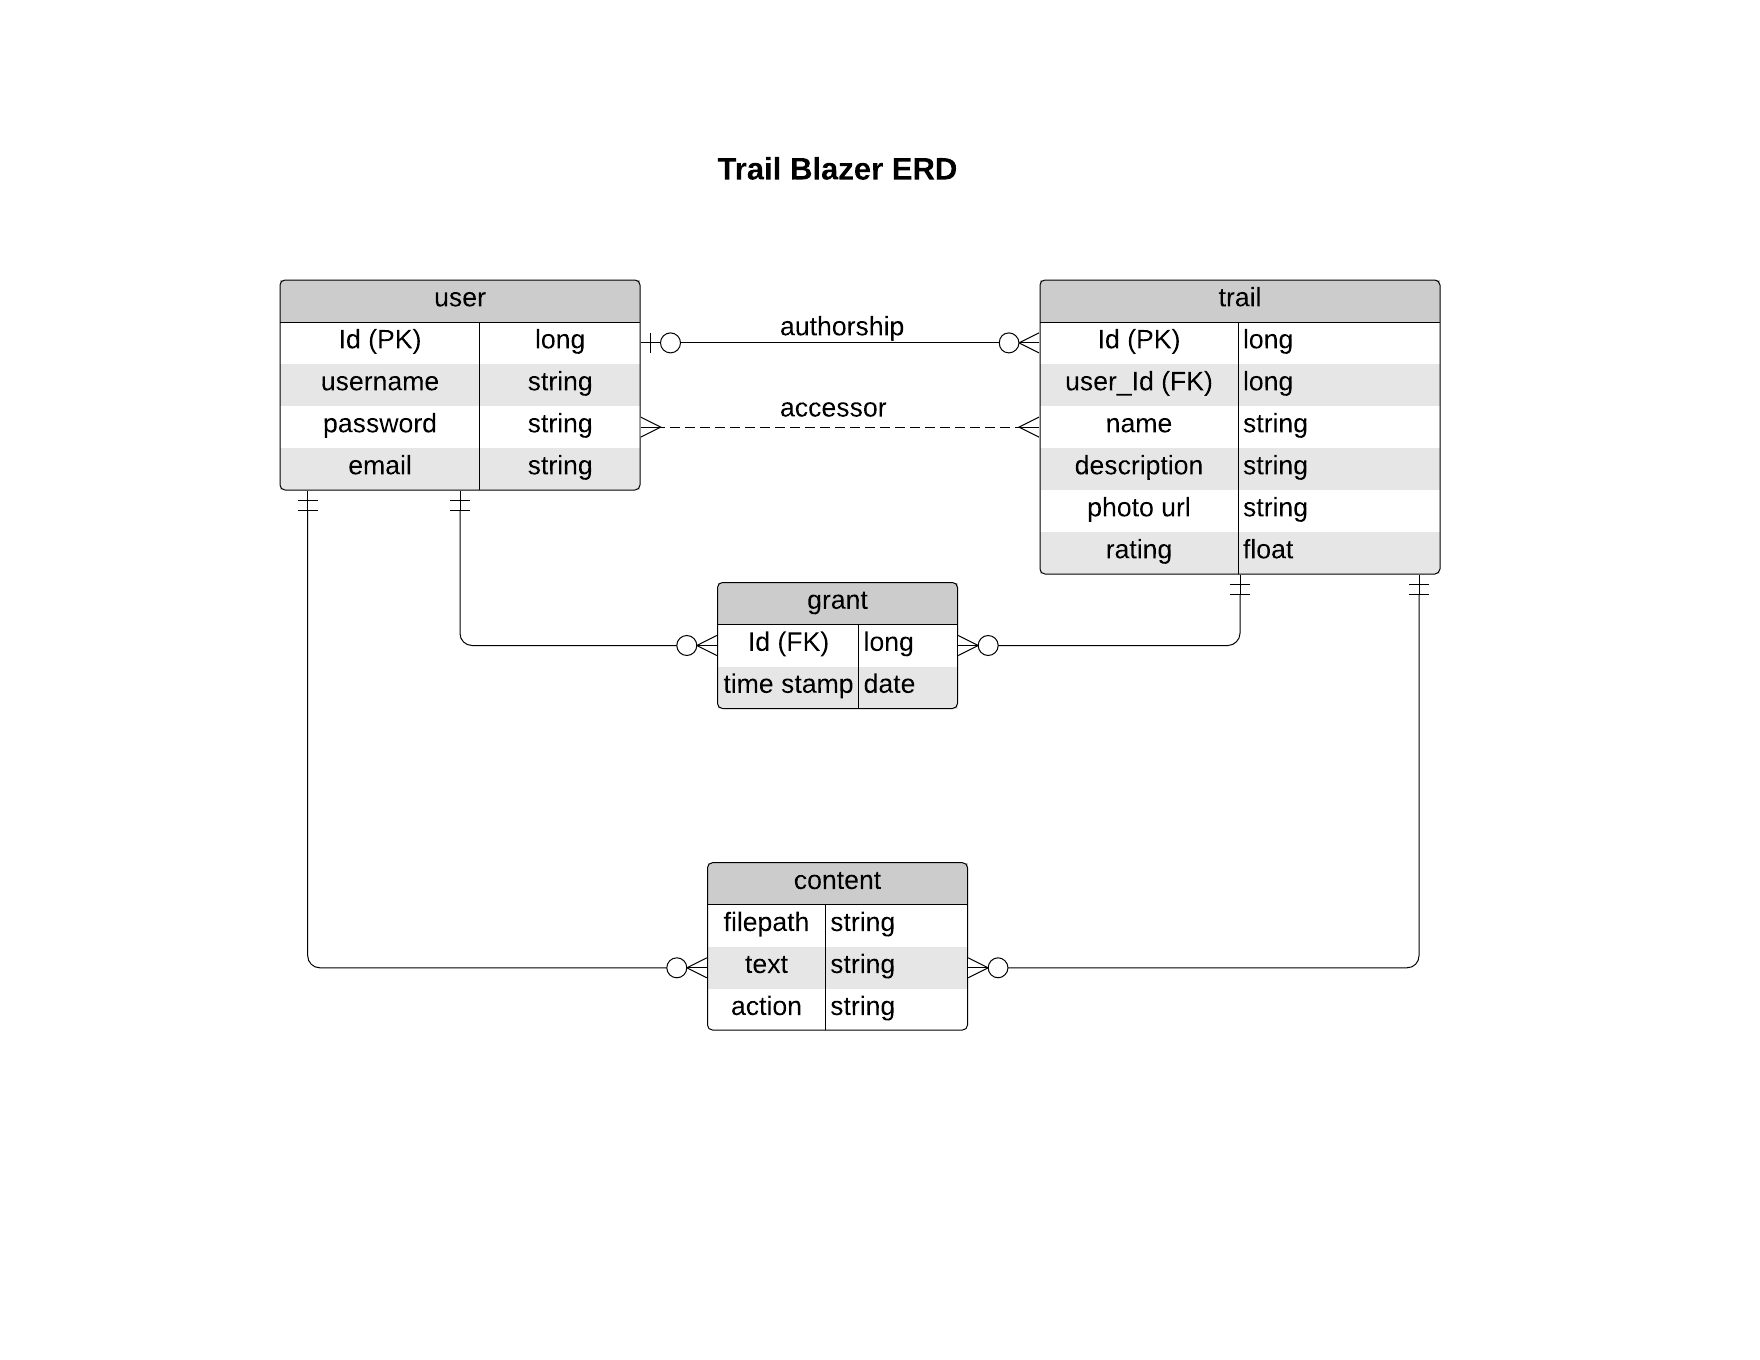 Trail Blazer ERD
user
Id (PK) long
username string
password string
email string
authorship
accessor
trail
Id (PK) long
user_Id (FK) long
name string
description string
photo url string
rating float
grant
Id (FK) long
time stamp date
content
filepath string
text string
action string